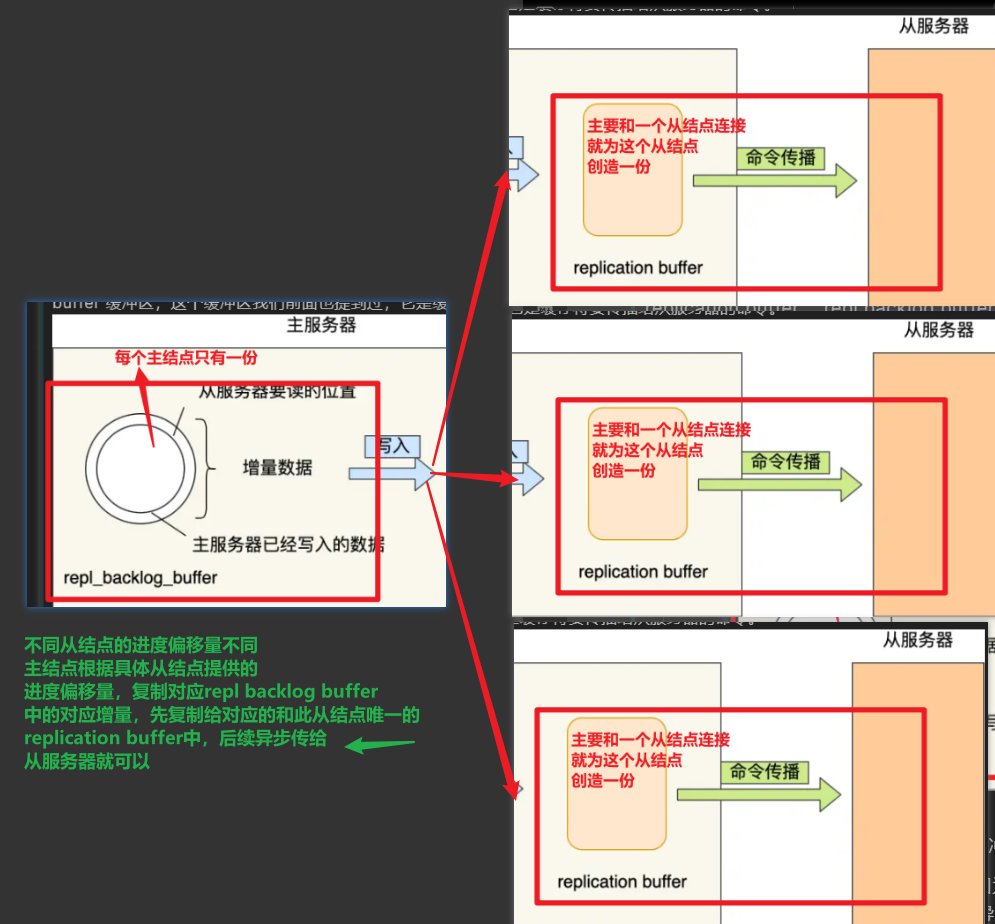 从服务器
主要和一个从结点连接
就为这个从结点
创造一份
命令传播
replication buffer
buffer 缓冲区，这个缓冲区我们前面也提到过，它是缓
主服务器
每个主结点只有一份
从服务器要读的位置
写入
增量数据
主服务器已经写入的数据
repl_backlog_buffer
从服务器
主要和一个从结点连接
就为这个从结点
创造一份
命令传播
replication buffer
不同从结点的进度偏移量不同
主结点根据具体从结点提供的
进度偏移量，复制对应repl backlog buffer
中的对应增量，先复制给对应的和此从结点唯一的
replication buffer中，后续异步传给
从服务器就可以
从服务器
主要和一个从结点连接
就为这个从结点
创造一份
命令传播
replication buffer